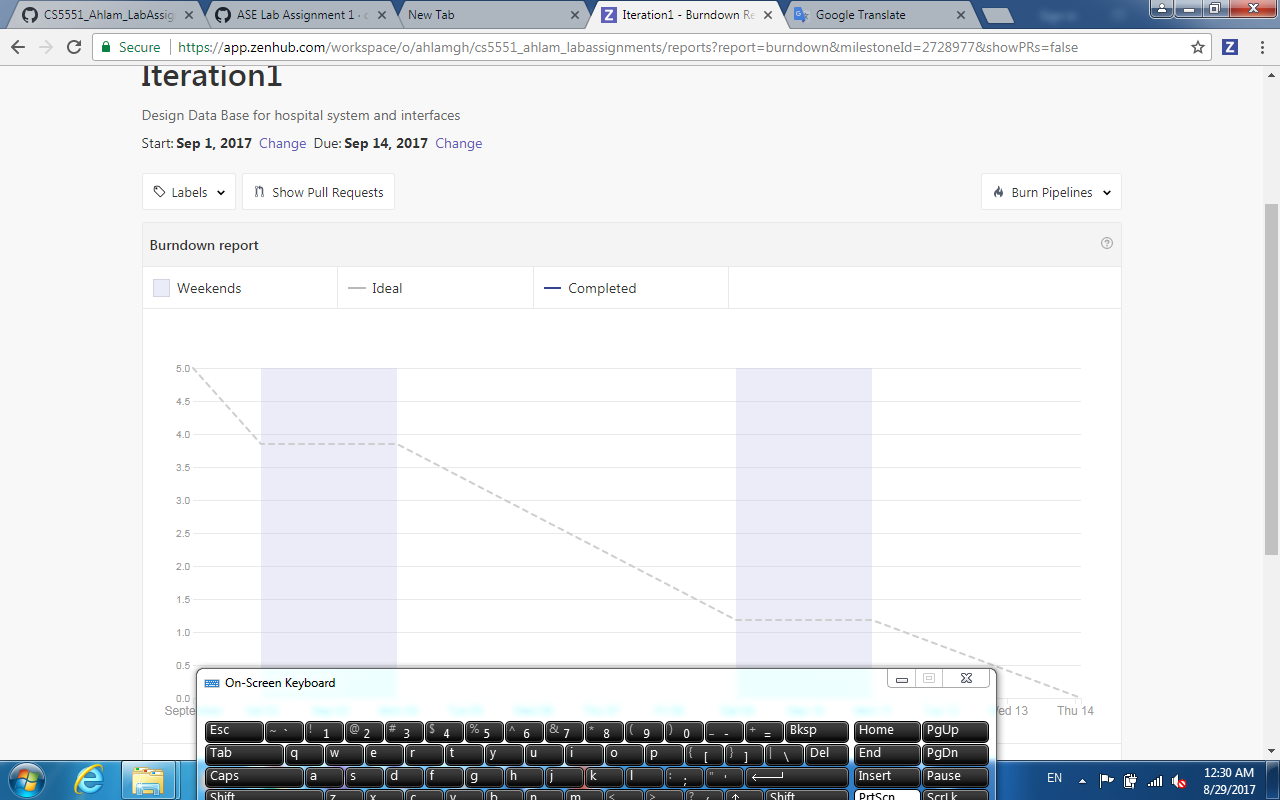 CS5551_Ahlam_LabAssig
ASE Lab Assignment 1 · c
New Tab
Iteration1 - Burndown Re
Google Translate
Secure
https://app.zenhub.com/workspace/o/ahlamgh/cs5551_ahlam_labassignments/reports?report=burndown&milestoneId=2728977&showPRs=false
Z
Iteration1
Design Data Base for hospital system and interfaces
Start: Sep 1, 2017 Change Due: Sep 14, 2017 Change
Labels Show Pull Requests Burn Pipelines
Burndown report ?
Weekends Ideal Completed
5.0
4.5
4.0
3.5
3.0
2.5
2.0
1.5
1.0
0.5
0.0
Septe
Wed 13 Thu 14
On-Screen Keyboard
Esc ~ ` ! 1 @ 2 # 3 $ 4 % 5 ^ 6 & 7 * 8 ( 9 ) 0 _ - + = Bksp Home PgUp
Tab q w e r t y u i o p { [ } ] | \ Del End PgDn
Caps a s d f g h j k l : ; " ' Insert Pause
Shift z x c v b n m < , > . ? / Shift PrtScn ScrLk
EN
12:30 AM
8/29/2017